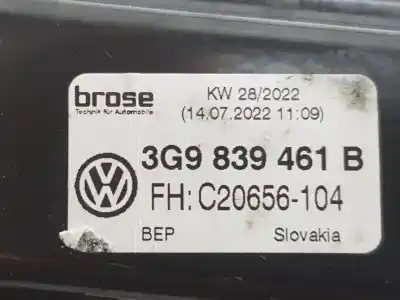 brose
Technik für Automobile
KW 28/2022
(14.07.2022 11:09)
3G9 839 461 B
FH: C20656-104
BEP
Slovakia